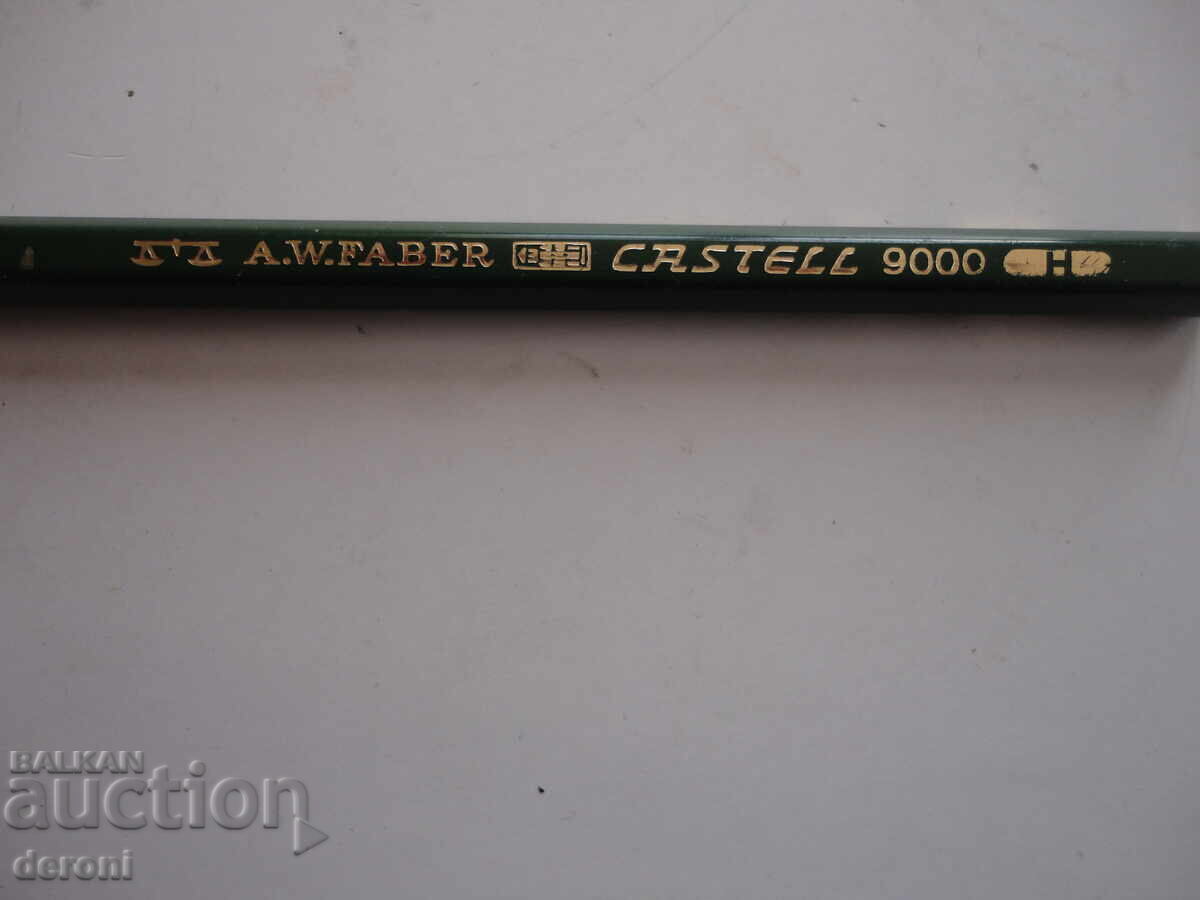 A.W.FABER CASTELL 9000
BALKAN
auction
deroni